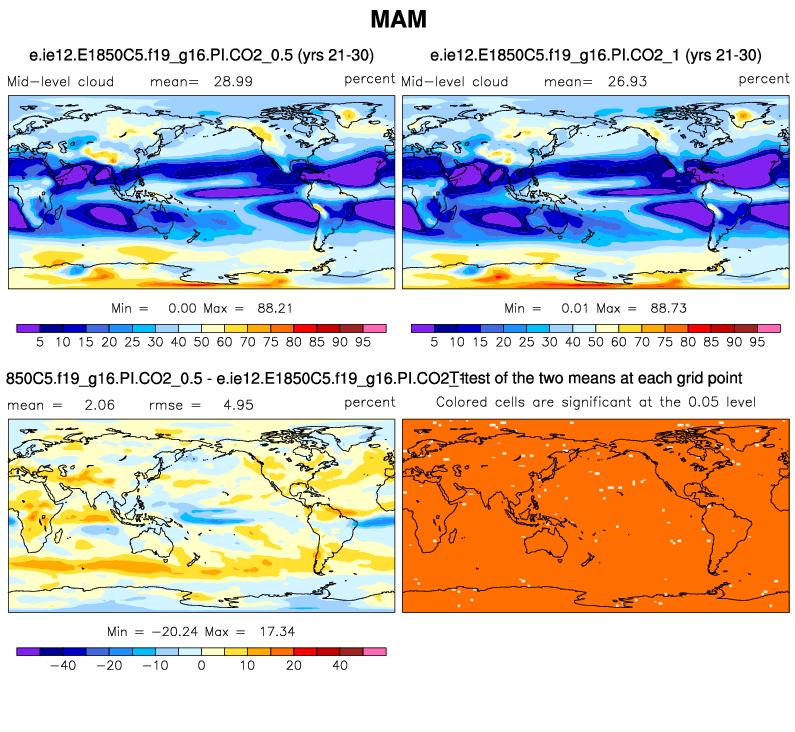 MAM
e.ie12.E1850C5.f19_g16.PI.CO2_0.5 (yrs 21-30)
Mid-level cloud mean= 28.99 percent
Min = 0.00 Max = 88.21
5 10 15 20 25 30 40 50 60 70 75 80 85 90 95
e.ie12.E1850C5.f19_g16.PI.CO2_1 (yrs 21-30)
Mid-level cloud mean= 26.93 percent
Min = 0.01 Max = 88.73
5 10 15 20 25 30 40 50 60 70 75 80 85 90 95
850C5.f19_g16.PI.CO2_0.5 - e.ie12.E1850C5.f19_g16.PI.CO2_
mean = 2.06 rmse = 4.95 percent
Min = −20.24 Max = 17.34
−40 −20 −10 0 10 20 40
T-test of the two means at each grid point
Colored cells are significant at the 0.05 level